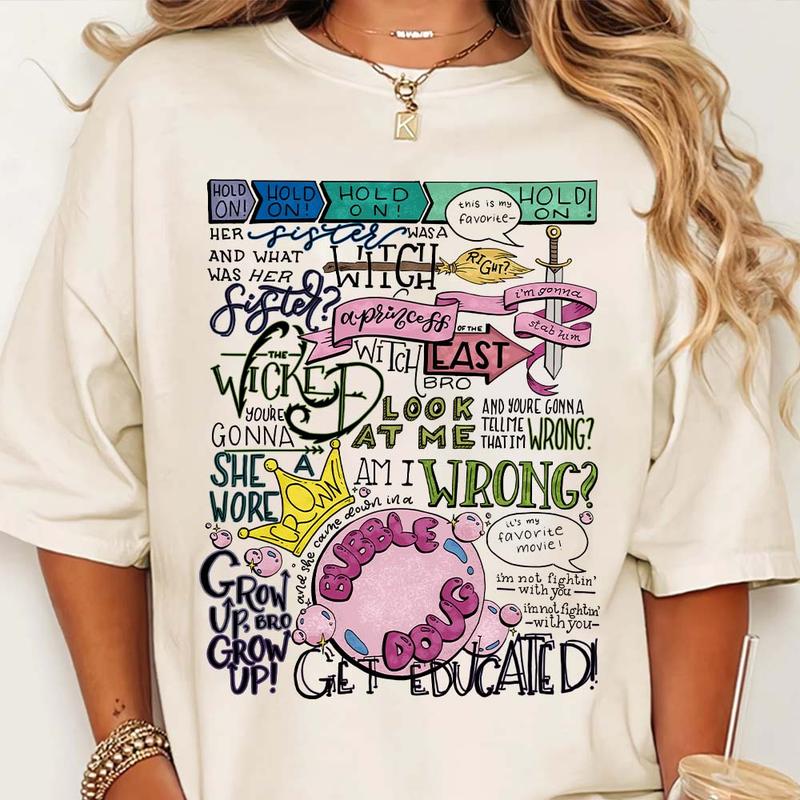 K
HOLD ON!
HOLD ON!
HOLD ON!
HOLD ON!
this is my favorite-
HER sister WAS A
AND WHAT WITCH RIGHT?
WAS HER
Sister?
i'm gonna
stab him
a princess
OF THE
THE WICKED WITCH EAST
BRO
YOU'RE
GONNA
LOOK
AT ME
AND YOU'RE GONNA
TELL ME
THAT I'M WRONG?
AM I WRONG?
SHE
WORE
A
CROWN
and she came down in a
BUBBLE
DOUG
it's my
favorite
movie!
i'm not fightin'
-with you-
i'm not fightin'
-with you-
GROW
UP, BRO
GROW
UP!
GET EDUCATED!